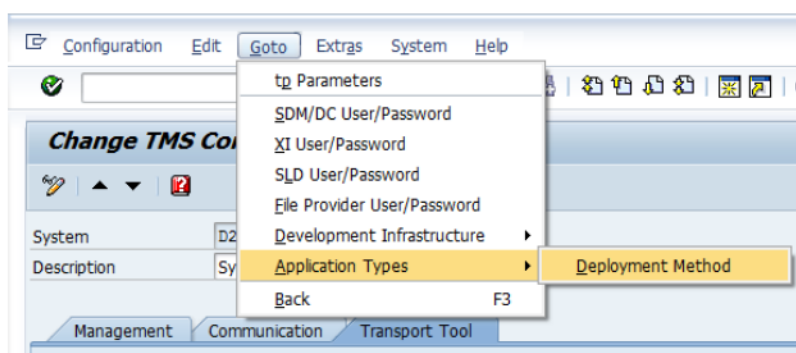 Configuration Edit Goto Extras System Help
tp Parameters
SDM/DC User/Password
Change TMS Co
XI User/Password
SLD User/Password
File Provider User/Password
System D2
Development Infrastructure
Description Sy
Application Types
Deployment Method
Back F3
Management Communication Transport Tool